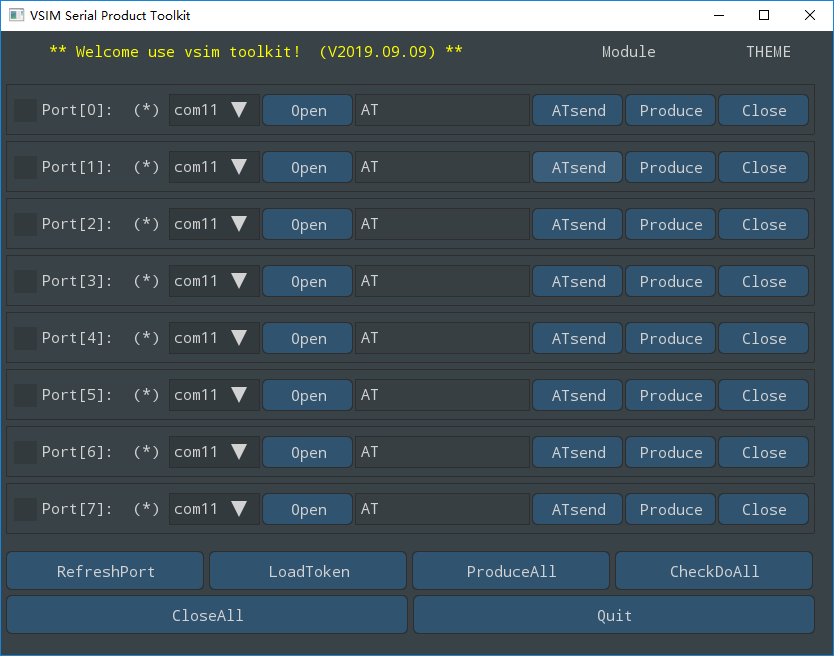 VSIM Serial Product Toolkit
** Welcome use vsim toolkit! (V2019.09.09) ** Module THEME
Port[0]: (*) com11 Open AT ATsend Produce Close
Port[1]: (*) com11 Open AT ATsend Produce Close
Port[2]: (*) com11 Open AT ATsend Produce Close
Port[3]: (*) com11 Open AT ATsend Produce Close
Port[4]: (*) com11 Open AT ATsend Produce Close
Port[5]: (*) com11 Open AT ATsend Produce Close
Port[6]: (*) com11 Open AT ATsend Produce Close
Port[7]: (*) com11 Open AT ATsend Produce Close
RefreshPort LoadToken ProduceAll CheckDoAll
CloseAll Quit